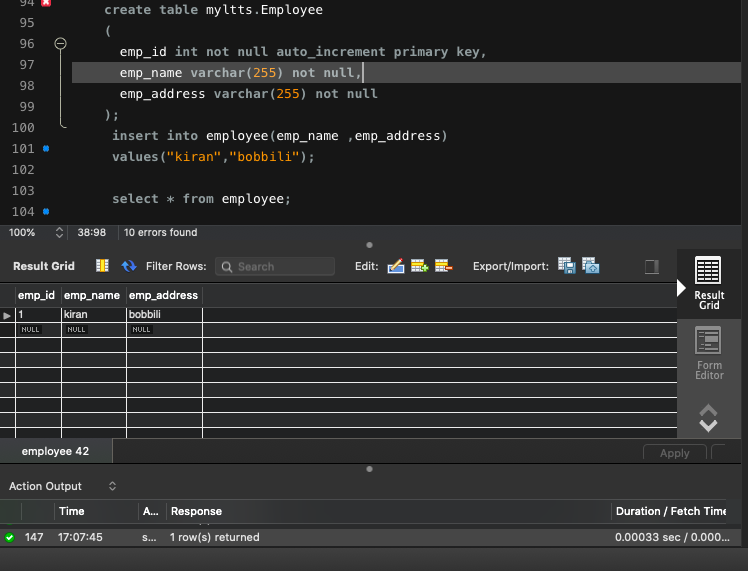 94 create table myltts.Employee
95 (
96 emp_id int not null auto_increment primary key,
97 emp_name varchar(255) not null,
98 emp_address varchar(255) not null
99 );
100 insert into employee(emp_name ,emp_address)
101 values("kiran","bobbili");
102
103 select * from employee;
104
100% 38:98 10 errors found
Result Grid Filter Rows: Search Edit: Export/Import:
Result Grid
Form Editor
emp_id emp_name emp_address
1 kiran bobbili
NULL NULL NULL
employee 42 Apply
Action Output
Time A... Response Duration / Fetch Time
147 17:07:45 s... 1 row(s) returned 0.00033 sec / 0.000...